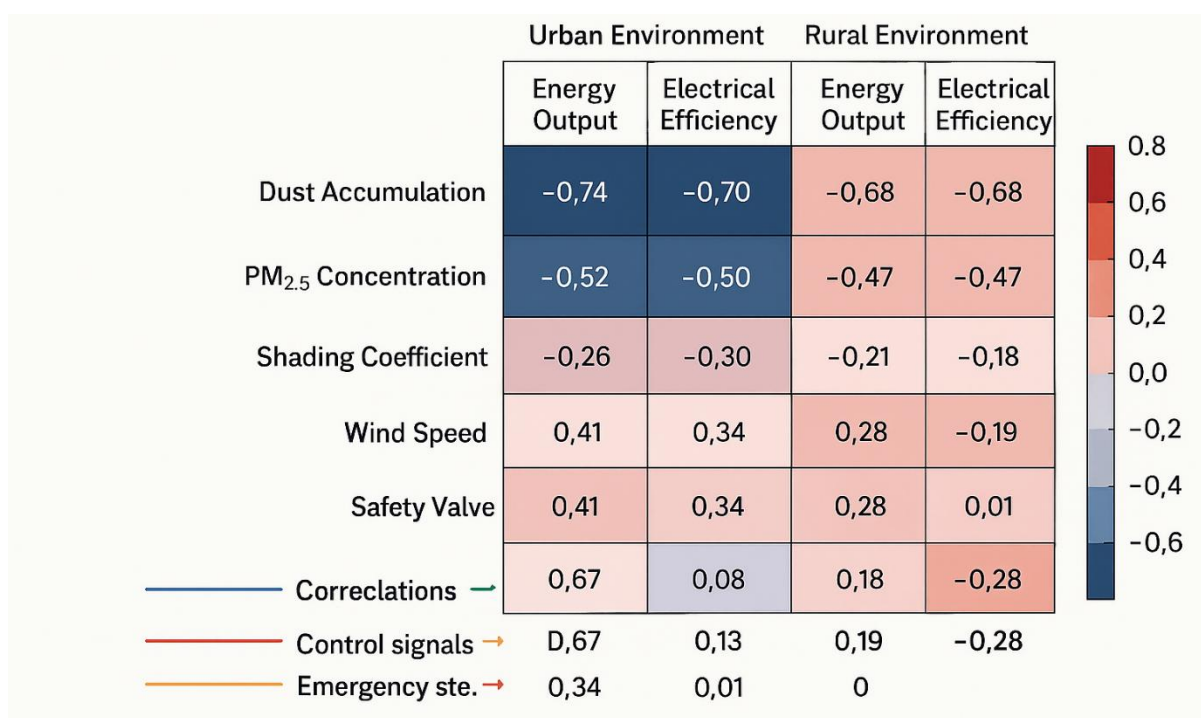 Urban Environment Rural Environment
Energy Output Electrical Efficiency Energy Output Electrical Efficiency
Dust Accumulation −0,74 −0,70 −0,68 −0,68
PM2.5 Concentration −0,52 −0,50 −0,47 −0,47
Shading Coefficient −0,26 −0,30 −0,21 −0,18
Wind Speed 0,41 0,34 0,28 −0,19
Safety Valve 0,41 0,34 0,28 0,01
Correclations 0,67 0,08 0,18 −0,28
Control signals D,67 0,13 0,19 −0,28
Emergency ste. 0,34 0,01 0
0.8
0,6
0,4
0,2
0,0
−0,2
−0,4
−0,6